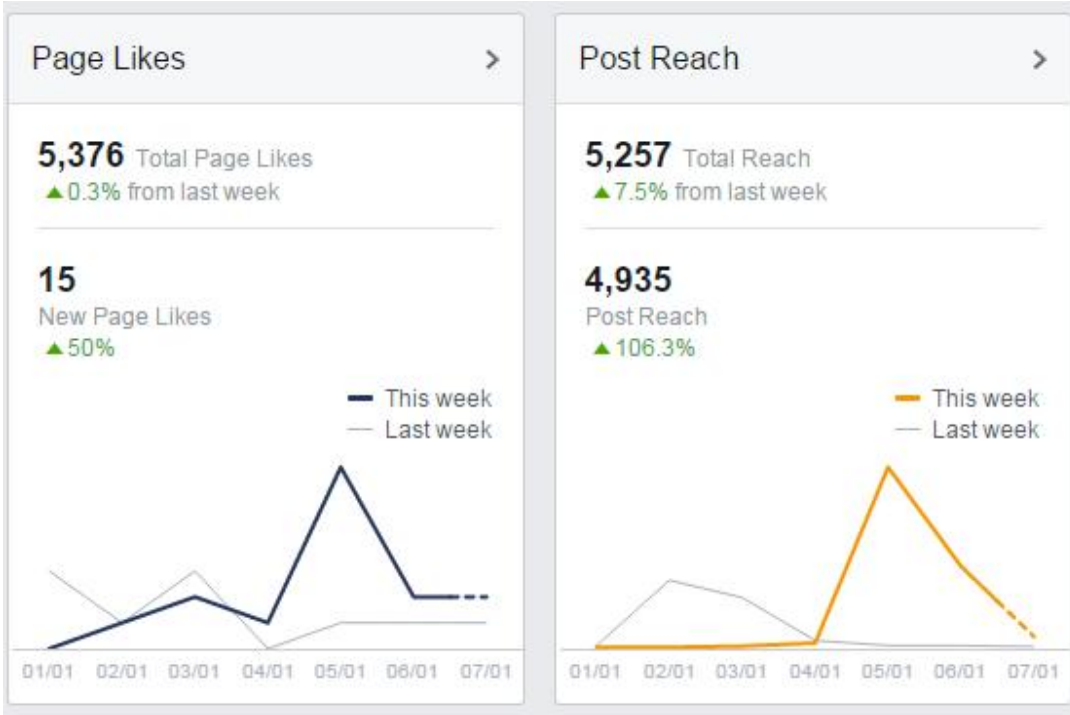 Page Likes
5,376 Total Page Likes
0.3% from last week
15
New Page Likes
50%
This week
Last week
01/01 02/01 03/01 04/01 05/01 06/01 07/01
Post Reach
5,257 Total Reach
7.5% from last week
4,935
Post Reach
106.3%
This week
Last week
01/01 02/01 03/01 04/01 05/01 06/01 07/01